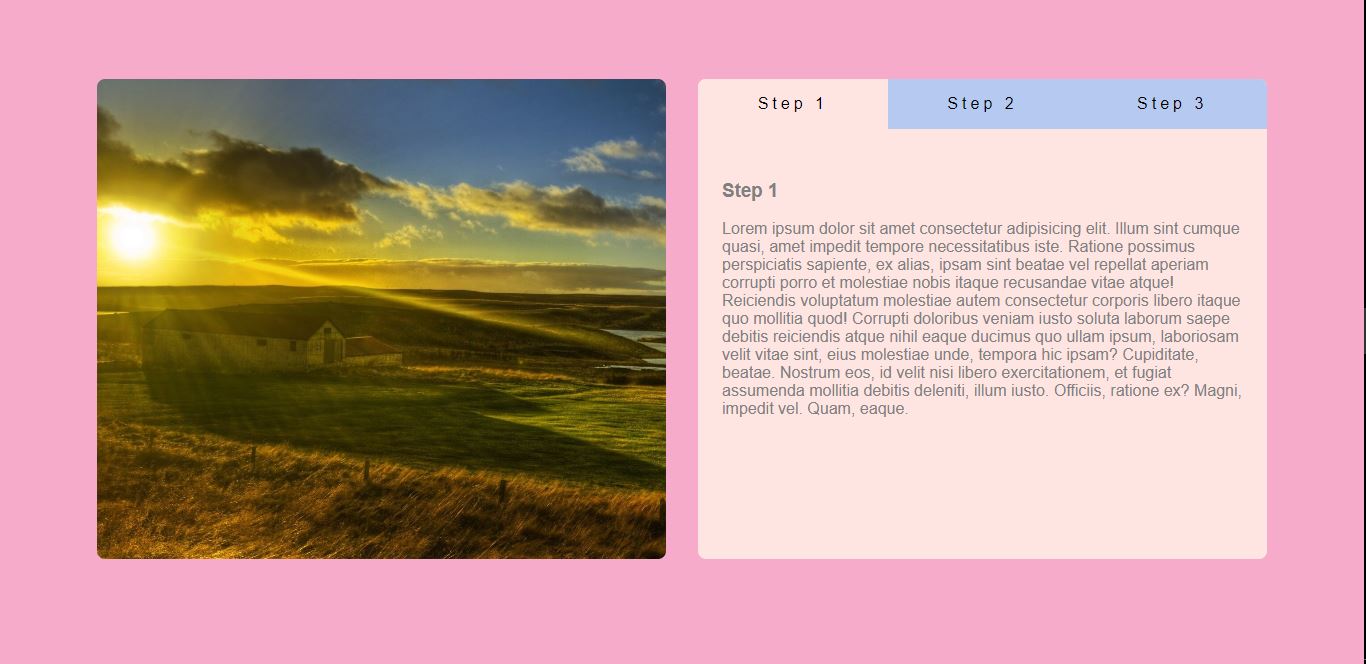 Step 1
Step 2
Step 3
Step 1
Lorem ipsum dolor sit amet consectetur adipisicing elit. Illum sint cumque
quasi, amet impedit tempore necessitatibus iste. Ratione possimus
perspiciatis sapiente, ex alias, ipsam sint beatae vel repellat aperiam
corrupti porro et molestiae nobis itaque recusandae vitae atque!
Reiciendis voluptatum molestiae autem consectetur corporis libero itaque
quo mollitia quod! Corrupti doloribus veniam iusto soluta laborum saepe
debitis reiciendis atque nihil eaque ducimus quo ullam ipsum, laboriosam
velit vitae sint, eius molestiae unde, tempora hic ipsam? Cupiditate,
beatae. Nostrum eos, id velit nisi libero exercitationem, et fugiat
assumenda mollitia debitis deleniti, illum iusto. Officiis, ratione ex? Magni,
impedit vel. Quam, eaque.